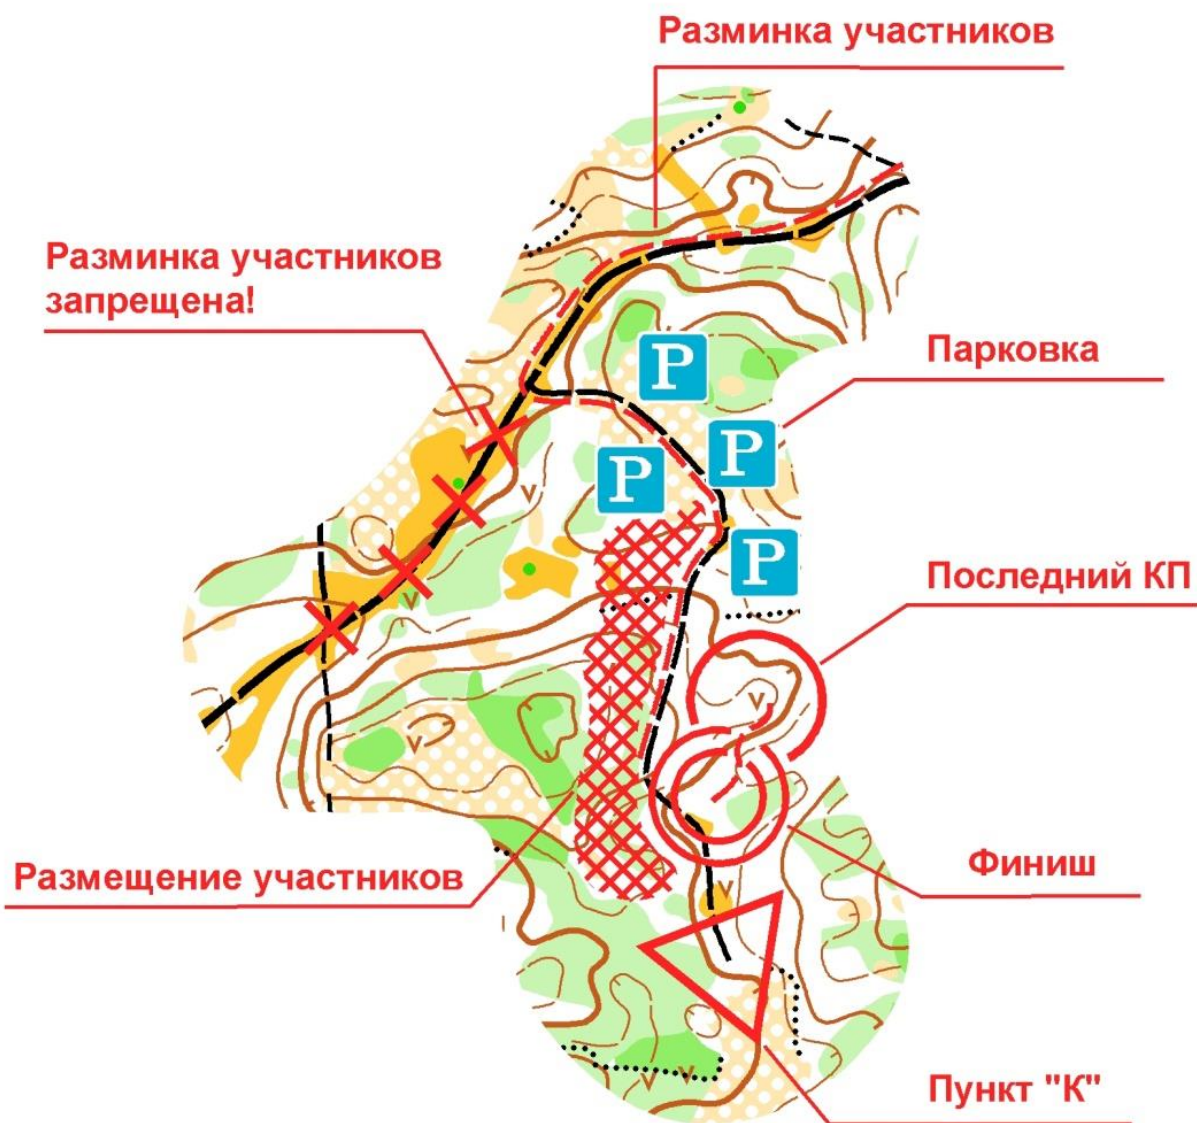 Разминка участников
Разминка участников
запрещена!
P
Парковка
P
P
P
Последний КП
Финиш
Размещение участников
Пункт "К"